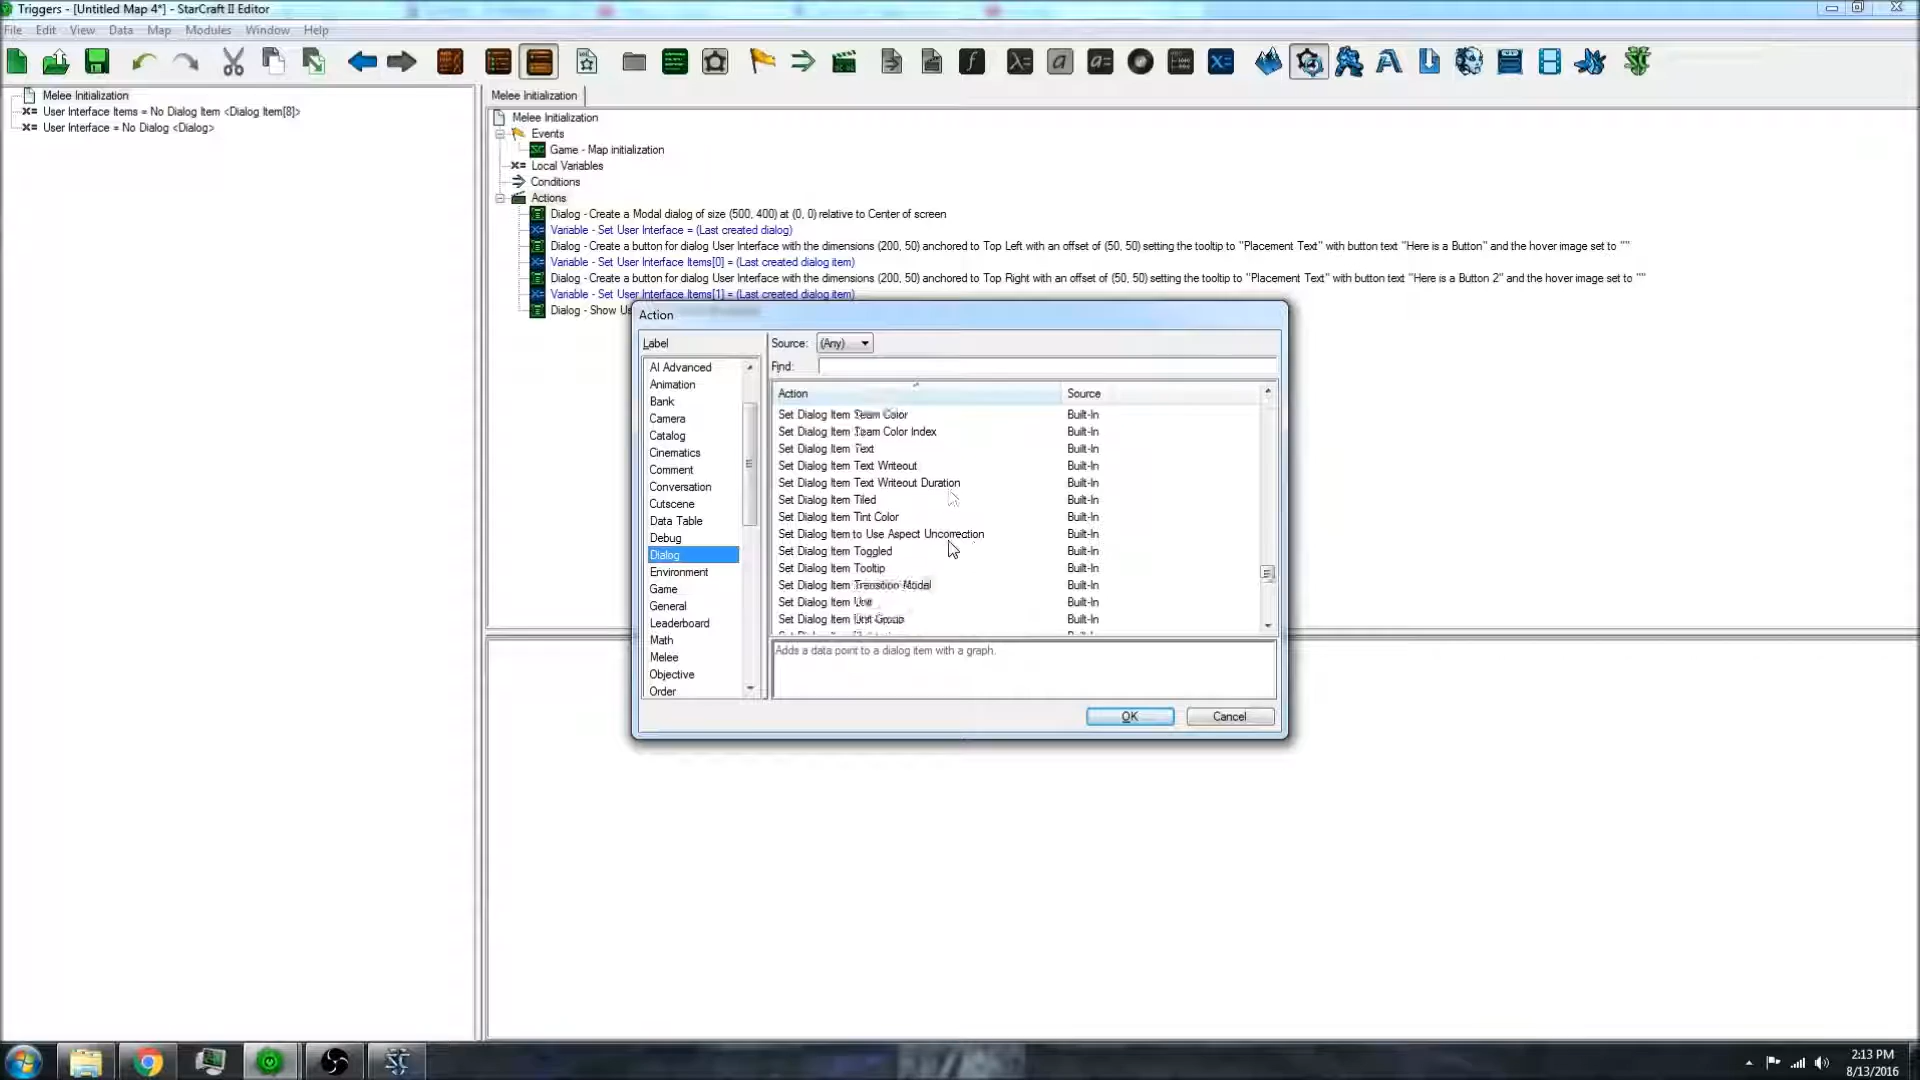 Triggers - [Untitled Map 4*] - StarCraft II Editor
File Edit View Data Map Modules Window Help
Melee Initialization
x= User Interface Items = No Dialog Item <Dialog Item[8]>
x= User Interface = No Dialog <Dialog>
Melee Initialization
Melee Initialization
Events
Game - Map initialization
x= Local Variables
Conditions
Actions
Dialog - Create a Modal dialog of size (500, 400) at (0, 0) relative to Center of screen
Variable - Set User Interface = (Last created dialog)
Dialog - Create a button for dialog User Interface with the dimensions (200, 50) anchored to Top Left with an offset of (50, 50) setting the tooltip to "Placement Text" with button text "Here is a Button" and the hover image set to ""
Variable - Set User Interface Items[0] = (Last created dialog item)
Dialog - Create a button for dialog User Interface with the dimensions (200, 50) anchored to Top Right with an offset of (50, 50) setting the tooltip to "Placement Text" with button text "Here is a Button 2" and the hover image set to ""
Variable - Set User Interface Items[1] = (Last created dialog item)
Dialog - Show Us
Action
Label
AI Advanced
Animation
Bank
Camera
Catalog
Cinematics
Comment
Conversation
Cutscene
Data Table
Debug
Dialog
Environment
Game
General
Leaderboard
Math
Melee
Objective
Order
Source: (Any)
Find:
Action Source
Set Dialog Item Team Color Built-In
Set Dialog Item Team Color Index Built-In
Set Dialog Item Text Built-In
Set Dialog Item Text Writeout Built-In
Set Dialog Item Text Writeout Duration Built-In
Set Dialog Item Tiled Built-In
Set Dialog Item Tint Color Built-In
Set Dialog Item to Use Aspect Uncorrection Built-In
Set Dialog Item Toggled Built-In
Set Dialog Item Tooltip Built-In
Set Dialog Item Transition Model Built-In
Set Dialog Item Unit Built-In
Set Dialog Item Unit Group Built-In
Adds a data point to a dialog item with a graph.
OK Cancel
2:13 PM
8/13/2016